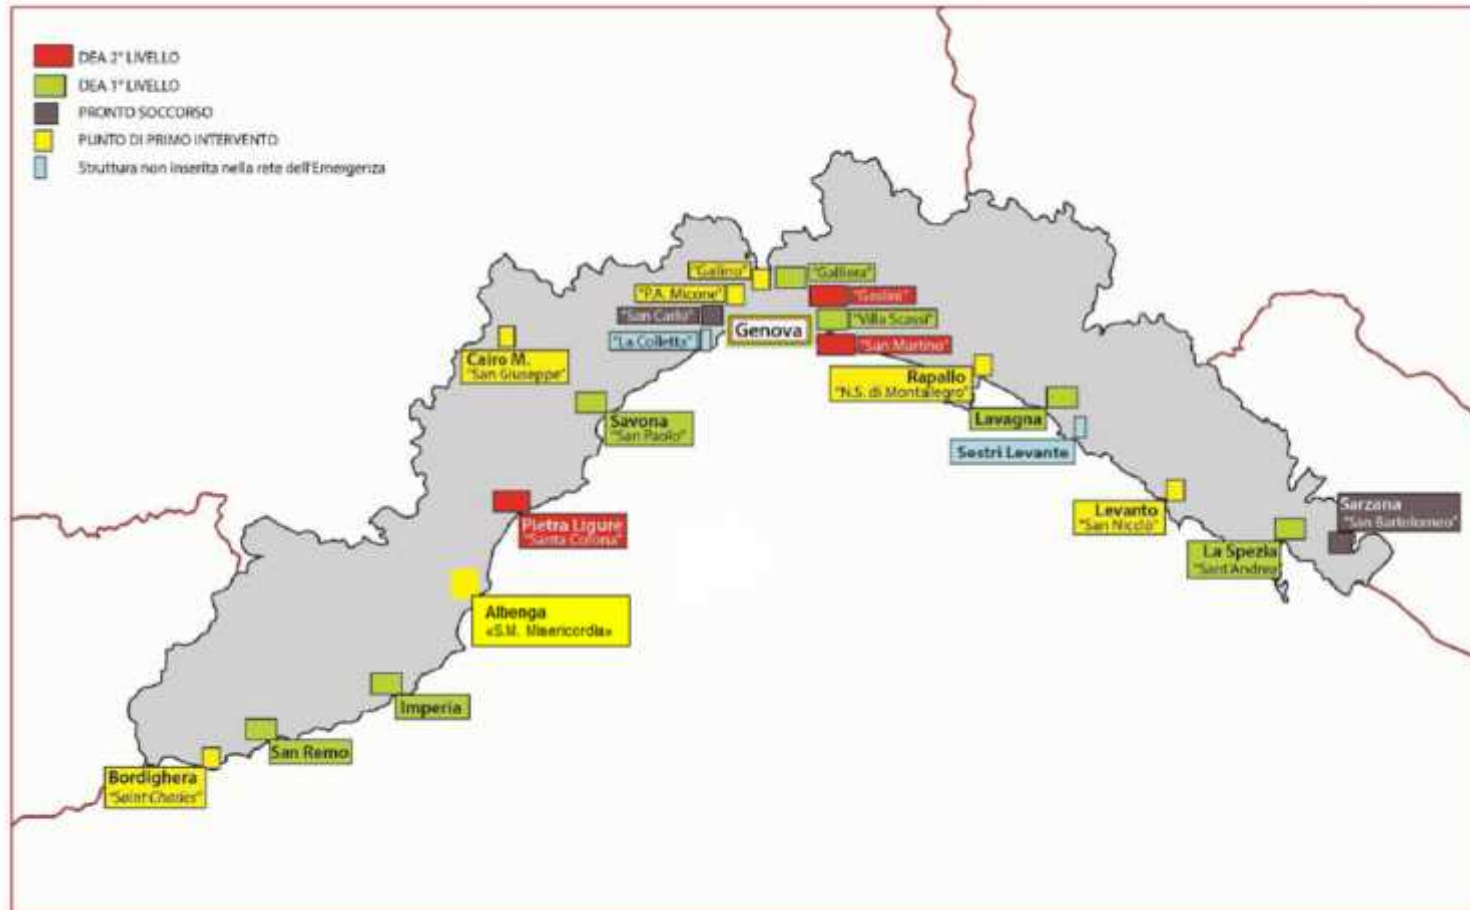 DEA 2° LIVELLO
DEA 1° LIVELLO
PRONTO SOCCORSO
PUNTO DI PRIMO INTERVENTO
Struttura non inserita nella rete dell'Emergenza
"Gallino"
"Galliera"
"P.A. Micone"
"Gaslini"
"San Carlo"
"Villa Scassi"
"La Colletta"
Genova
"San Martino"
Cairo M.
"San Giuseppe"
Rapallo
"N.S. di Montallegro"
Savona
"San Paolo"
Lavagna
Sestri Levante
Pietra Ligure
"Santa Corona"
Levanto
"San Nicolò"
Sarzana
"San Bartolomeo"
La Spezia
"Sant'Andrea
Albenga
«S.M. Misericordia»
Imperia
San Remo
Bordighera
"Saint Charles"